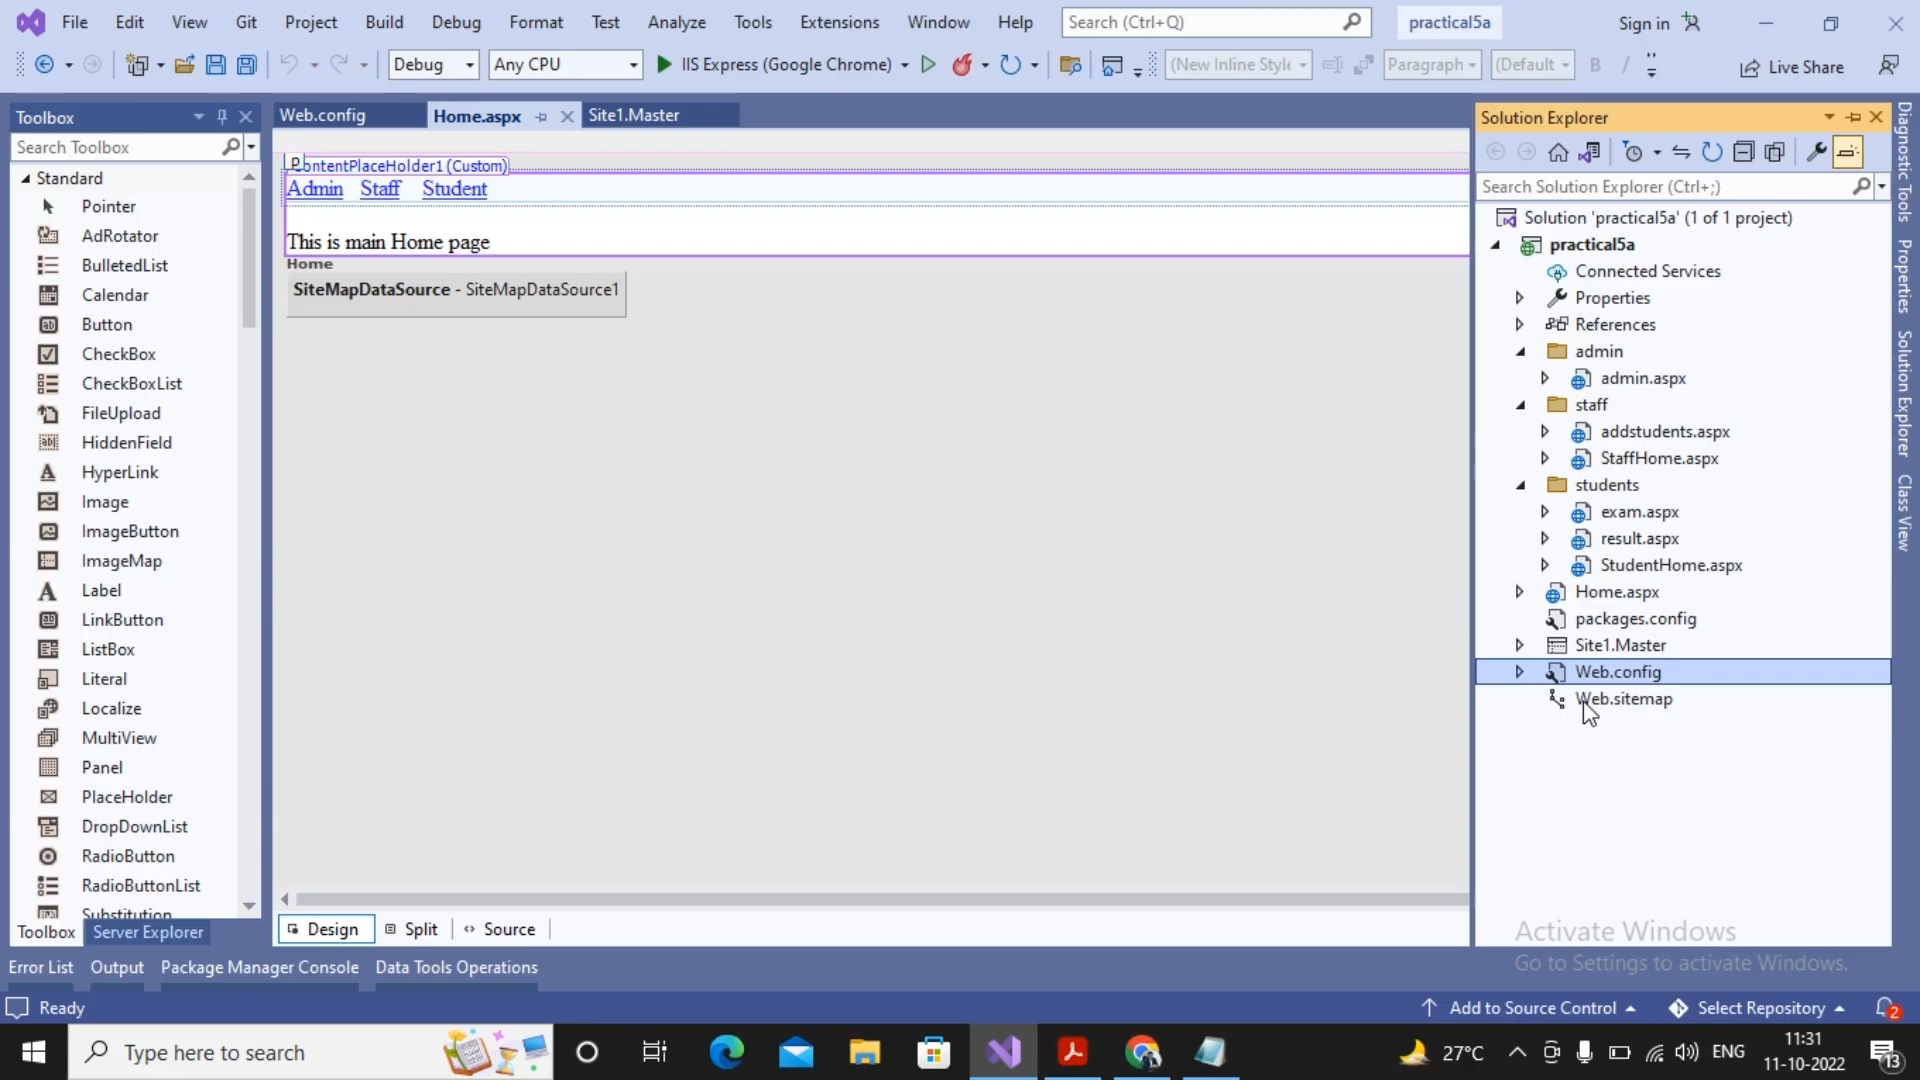 File Edit View Git Project Build Debug Format Test Analyze Tools Extensions Window Help Search (Ctrl+Q) practical5a Sign in
Debug Any CPU IIS Express (Google Chrome) (New Inline Style Paragraph (Default B I Live Share
Toolbox
Search Toolbox
Standard
Pointer
AdRotator
BulletedList
Calendar
Button
CheckBox
CheckBoxList
FileUpload
HiddenField
HyperLink
Image
ImageButton
ImageMap
Label
LinkButton
ListBox
Literal
Localize
MultiView
Panel
PlaceHolder
DropDownList
RadioButton
RadioButtonList
Substitution
Toolbox Server Explorer
Web.config Home.aspx Site1.Master
p
ontentPlaceHolder1 (Custom)
Admin Staff Student
This is main Home page
Home
SiteMapDataSource - SiteMapDataSource1
Design Split Source
Solution Explorer
Search Solution Explorer (Ctrl+;)
Solution 'practical5a' (1 of 1 project)
practical5a
Connected Services
Properties
References
admin
admin.aspx
staff
addstudents.aspx
StaffHome.aspx
students
exam.aspx
result.aspx
StudentHome.aspx
Home.aspx
packages.config
Site1.Master
Web.config
Web.sitemap
Diagnostic Tools
Properties
Solution Explorer
Class View
Activate Windows
Go to Settings to activate Windows.
Error List Output Package Manager Console Data Tools Operations
Ready Add to Source Control Select Repository 2
Type here to search 27°C ENG 11:31
11-10-2022 13